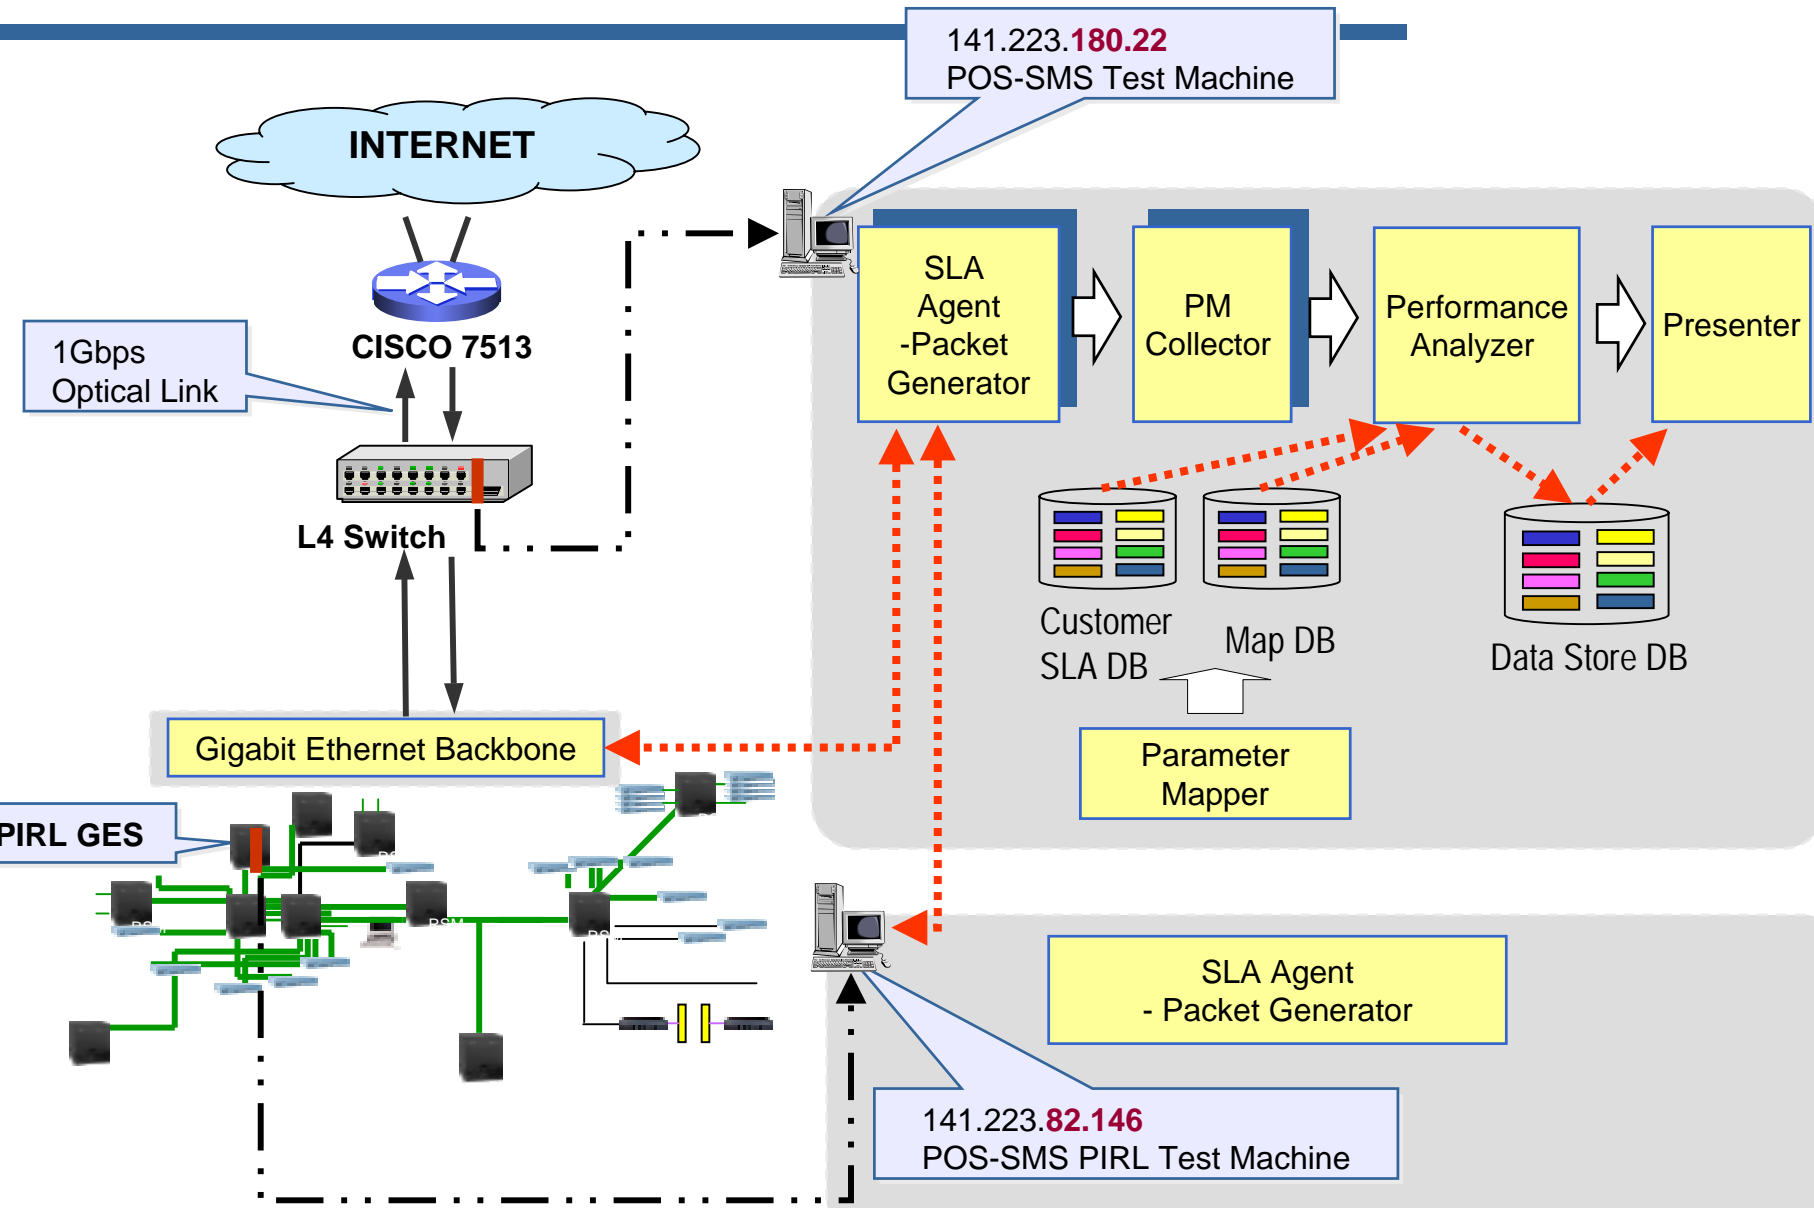 141.223.180.22
POS-SMS Test Machine
INTERNET
CISCO 7513
1Gbps
Optical Link
L4 Switch
SLA
Agent
-Packet
Generator
PM
Collector
Performance
Analyzer
Presenter
Customer
SLA DB
Map DB
Data Store DB
Parameter
Mapper
Gigabit Ethernet Backbone
PIRL GES
RSM
SLA Agent
- Packet Generator
141.223.82.146
POS-SMS PIRL Test Machine